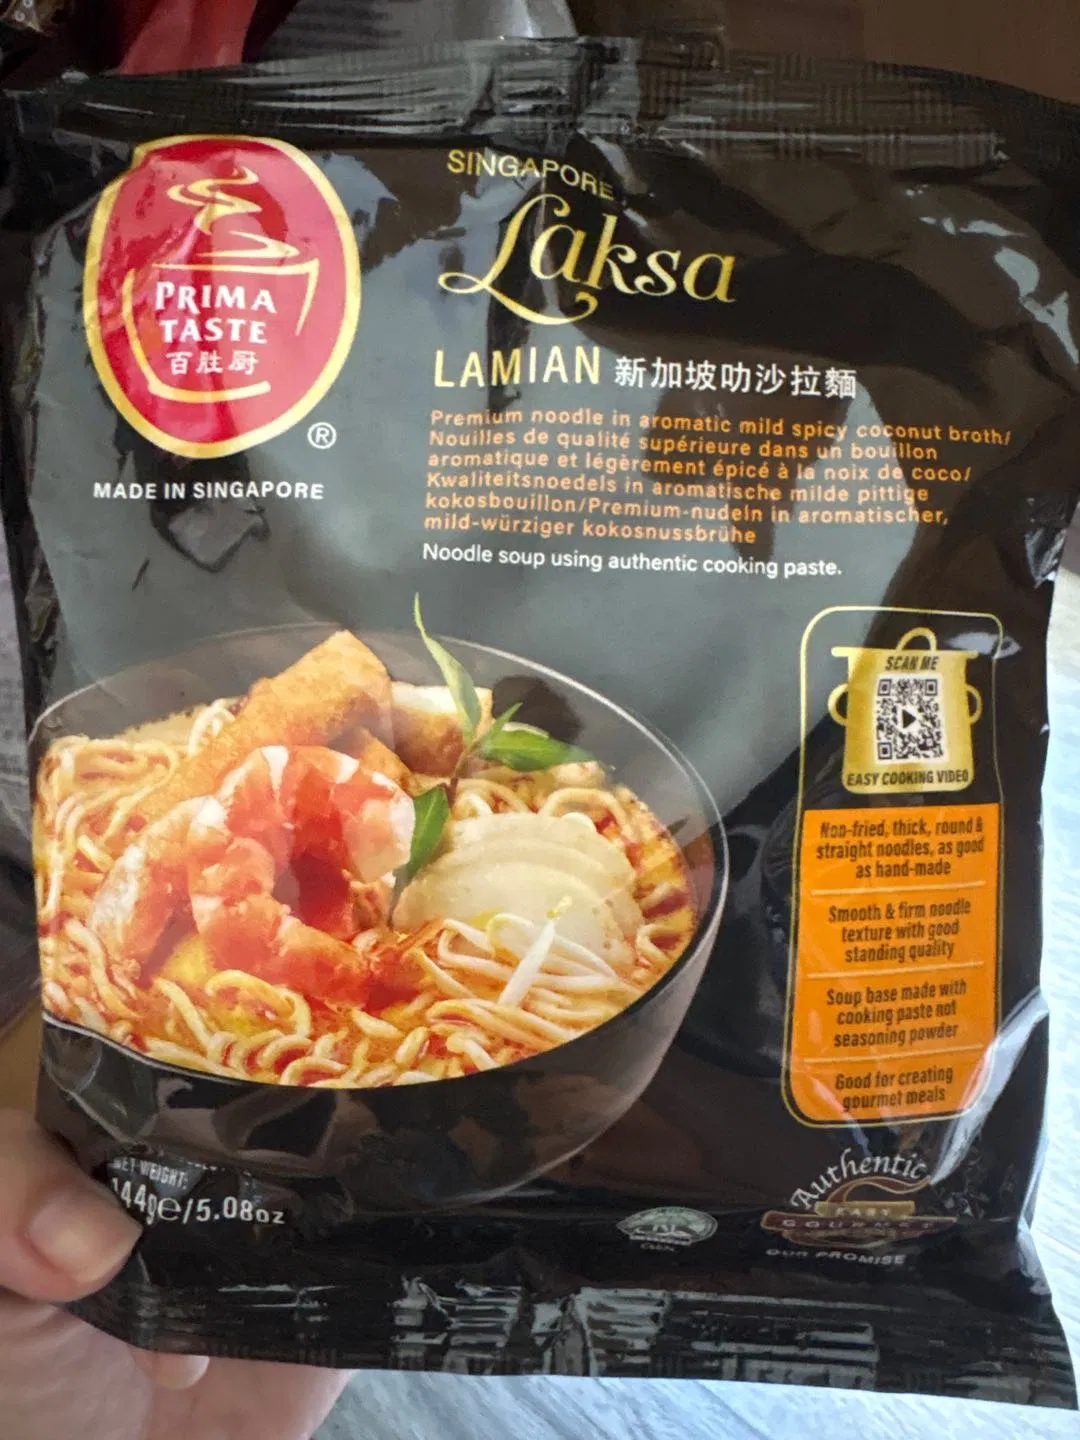 PRIMA
TASTE
百胜厨
®
MADE IN SINGAPORE
SINGAPORE
Laksa
LAMIAN 新加坡叻沙拉麵
Premium noodle in aromatic mild spicy coconut broth/
Nouilles de qualité supérieure dans un bouillon
aromatique et légèrement épicé à la noix de coco/
Kwaliteitsnoedels in aromatische milde pittige
kokosbouillon/Premium-nudeln in aromatischer,
mild-würziger kokosnussbrühe
Noodle soup using authentic cooking paste.
SCAN ME
EASY COOKING VIDEO
Non-fried, thick, round &
straight noodles, as good
as hand-made
Smooth & firm noodle
texture with good
standing quality
Soup base made with
cooking paste not
seasoning powder
Good for creating
gourmet meals
NET WEIGHT:
144ge/5.08oz
Authentic
EASY
GOURMET
OUR PROMISE